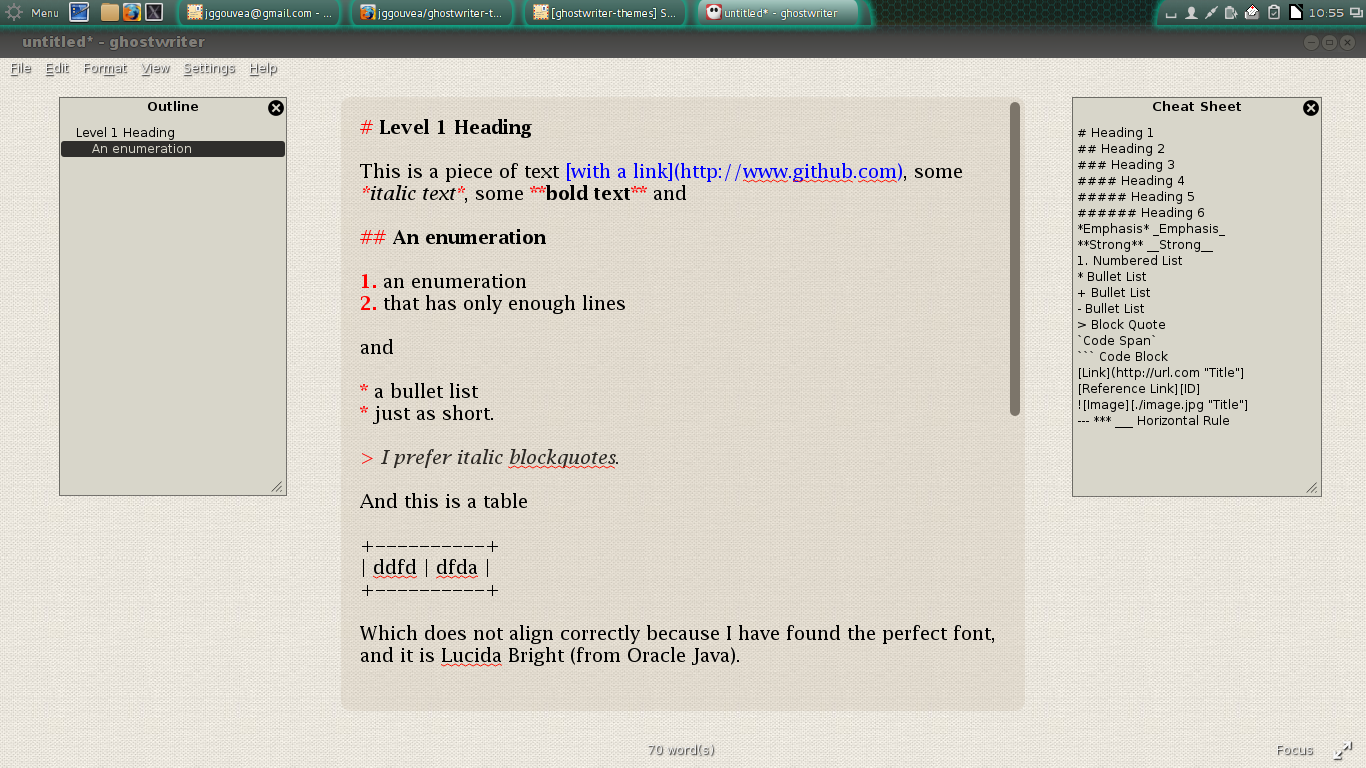 Menu
jggouvea@gmail.com - ...
jggouvea/ghostwriter-t...
[ghostwriter-themes] S...
untitled* - ghostwriter
10:55
untitled* - ghostwriter
File Edit Format View Settings Help
Outline
Level 1 Heading
An enumeration
# Level 1 Heading
This is a piece of text [with a link](http://www.github.com), some
*italic text*, some **bold text** and
## An enumeration
1. an enumeration
2. that has only enough lines
and
* a bullet list
* just as short.
> I prefer italic blockquotes.
And this is a table
+----------+
| ddfd | dfda |
+----------+
Which does not align correctly because I have found the perfect font,
and it is Lucida Bright (from Oracle Java).
Cheat Sheet
# Heading 1
## Heading 2
### Heading 3
#### Heading 4
##### Heading 5
###### Heading 6
*Emphasis* _Emphasis_
**Strong** __Strong__
1. Numbered List
* Bullet List
+ Bullet List
- Bullet List
> Block Quote
`Code Span`
``` Code Block
[Link](http://url.com "Title"]
[Reference Link][ID]
![Image][./image.jpg "Title"]
--- *** ___ Horizontal Rule
70 word(s)
Focus